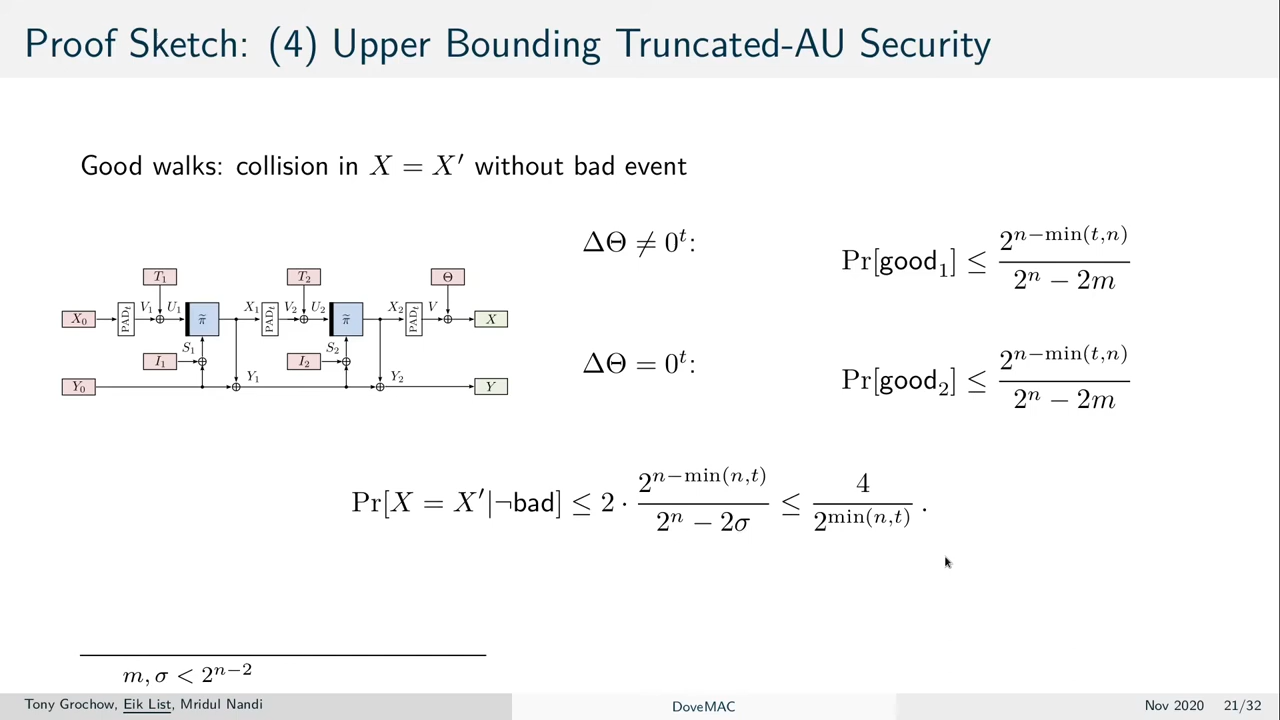 Proof Sketch: (4) Upper Bounding Truncated-AU Security
Good walks: collision in X = X′ without bad event
ΔΘ ≠ 0^t:
Pr[good₁] ≤ 2^{n−min(t,n)} / (2^n − 2m)
T₁ T₂ Θ
X₀ PAD_t V₁ U₁ π̃ X₁ PAD_t V₂ U₂ π̃ X₂ PAD_t V X
S₁ S₂
I₁ I₂
Y₀ Y₁ Y₂ Y
ΔΘ = 0^t:
Pr[good₂] ≤ 2^{n−min(t,n)} / (2^n − 2m)
Pr[X = X′|¬bad] ≤ 2 · 2^{n−min(n,t)} / (2^n − 2σ) ≤ 4 / 2^{min(n,t)} .
m, σ < 2^{n−2}
Tony Grochow, Eik List, Mridul Nandi DoveMAC Nov 2020 21/32